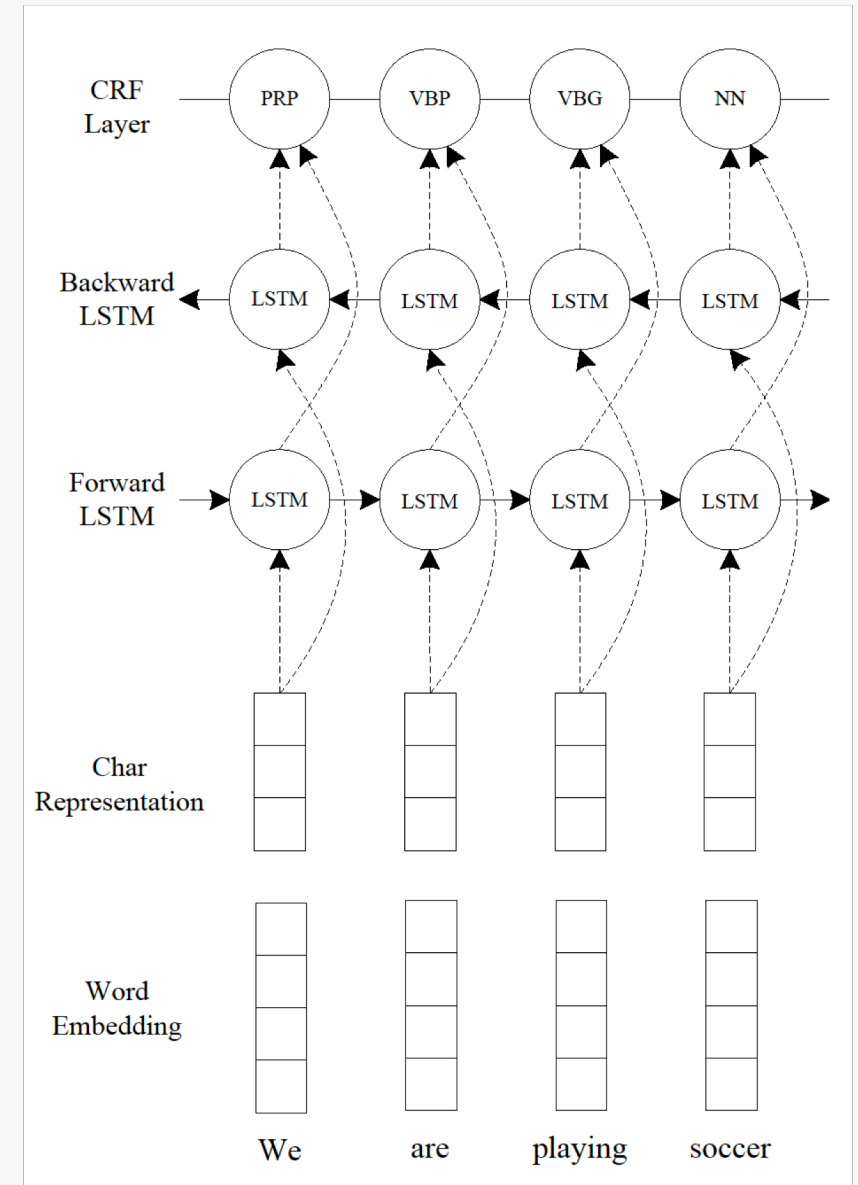 CRF
Layer
PRP VBP VBG NN
Backward
LSTM
LSTM LSTM LSTM LSTM
Forward
LSTM
LSTM LSTM LSTM LSTM
Char
Representation
Word
Embedding
We are playing soccer